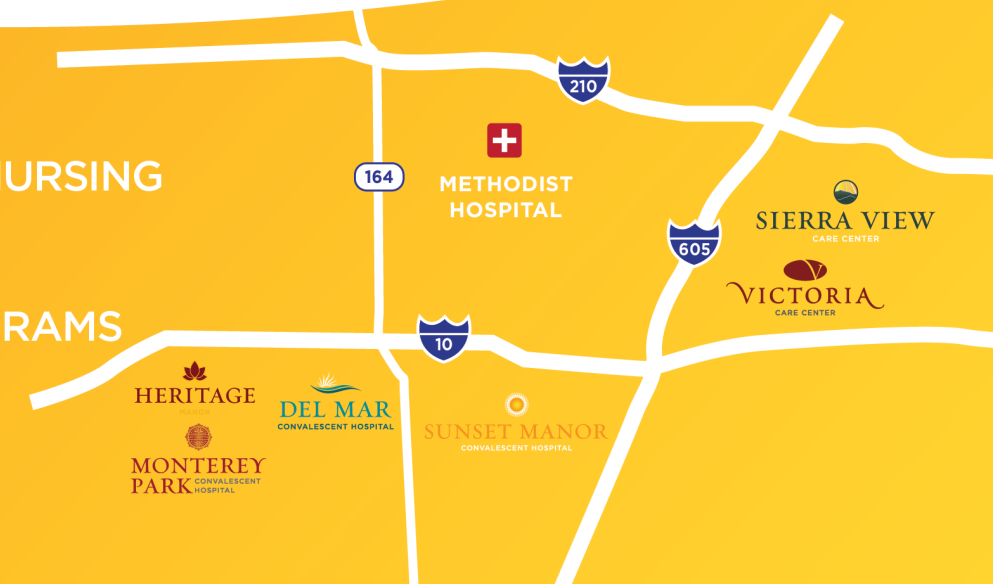 210
URSING
164
METHODIST
HOSPITAL
605
SIERRA VIEW
CARE CENTER
VICTORIA
CARE CENTER
RAMS
10
HERITAGE
MANOR
DEL MAR
CONVALESCENT HOSPITAL
SUNSET MANOR
CONVALESCENT HOSPITAL
MONTEREY
PARK CONVALESCENT
HOSPITAL